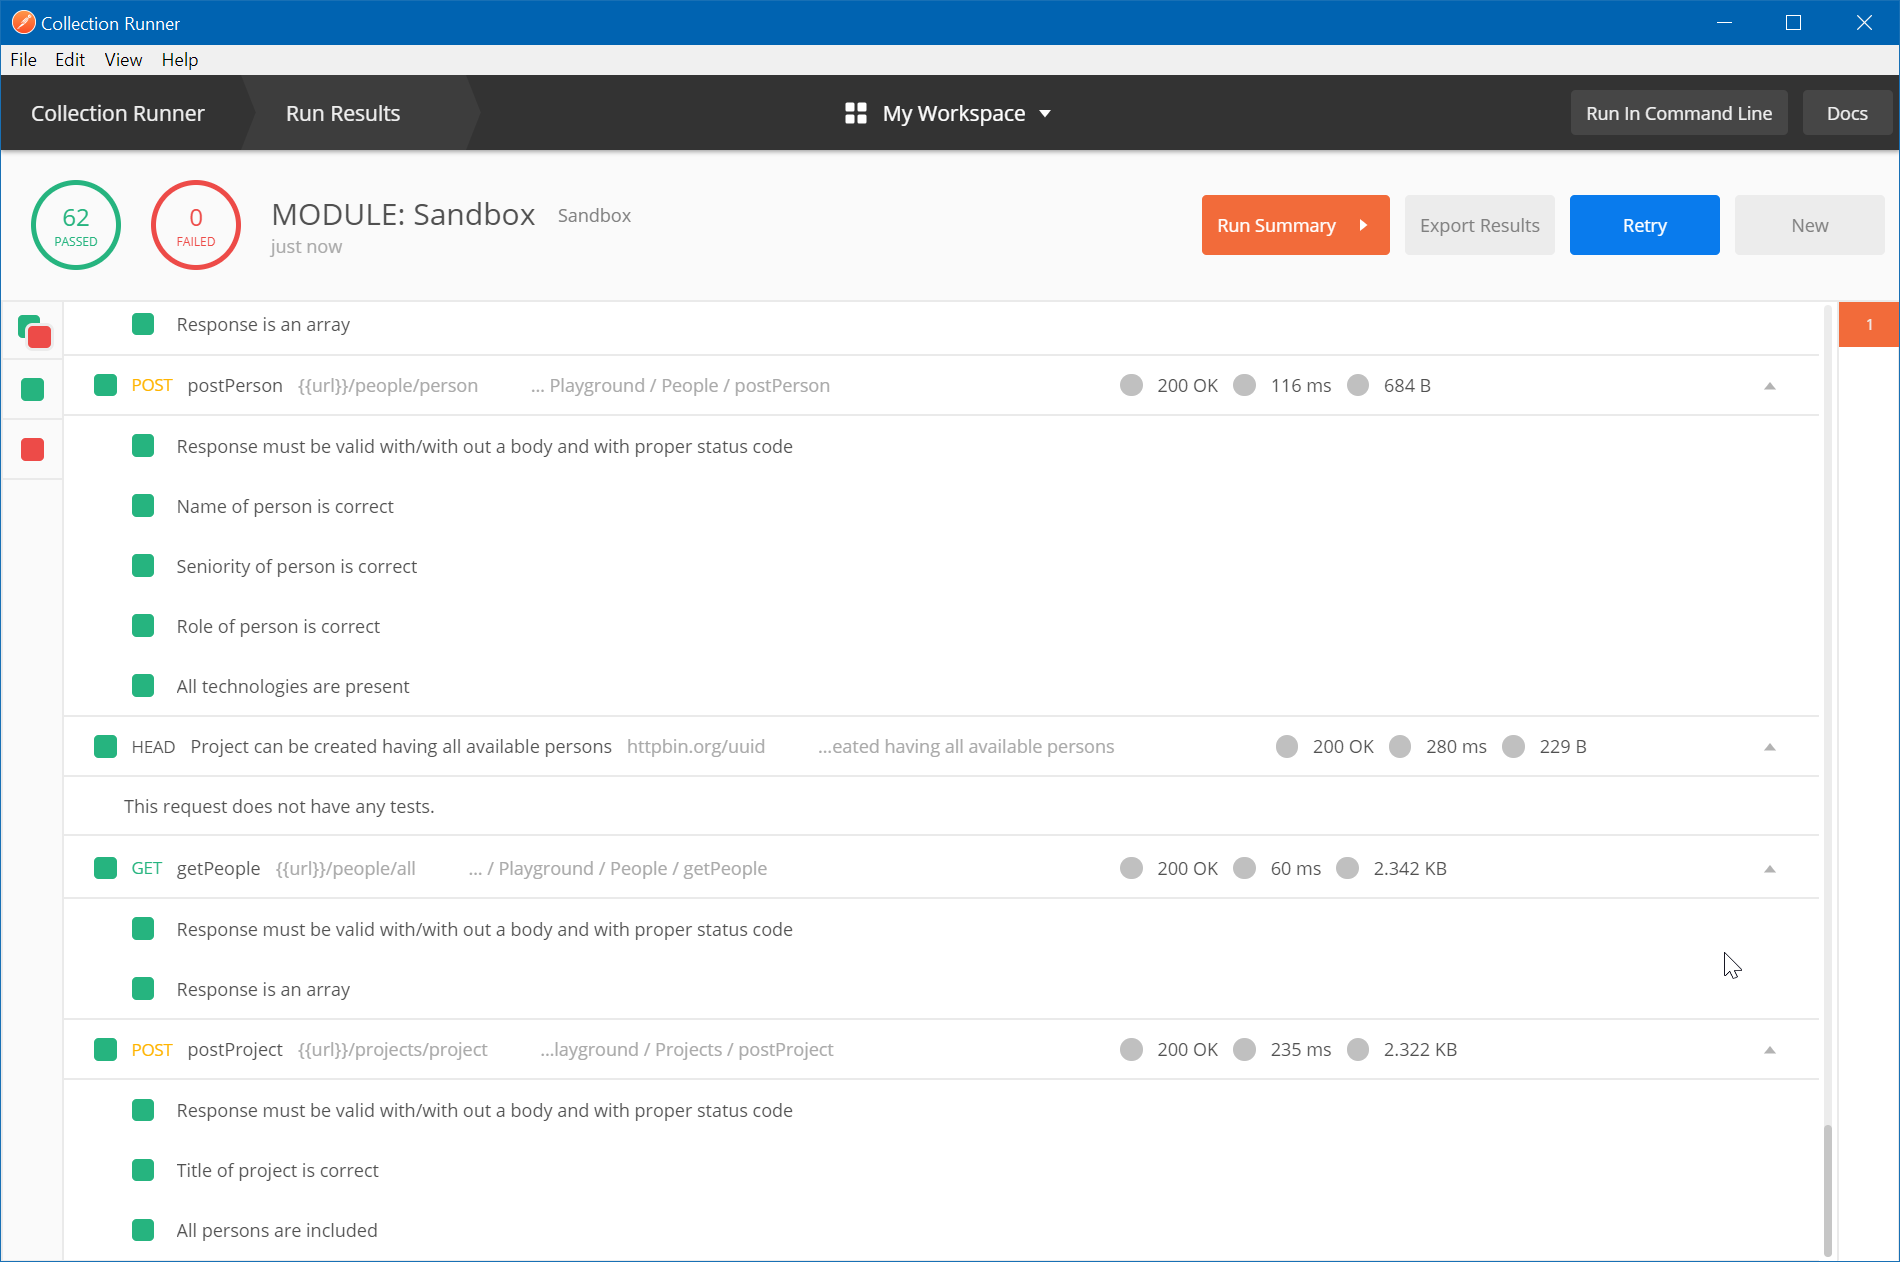 Collection Runner
File Edit View Help
Collection Runner Run Results My Workspace Run In Command Line Docs
62 PASSED
0 FAILED
MODULE: Sandbox Sandbox
just now
Run Summary Export Results Retry New
Response is an array
1
POST postPerson {{url}}/people/person ... Playground / People / postPerson 200 OK 116 ms 684 B
Response must be valid with/with out a body and with proper status code
Name of person is correct
Seniority of person is correct
Role of person is correct
All technologies are present
HEAD Project can be created having all available persons httpbin.org/uuid ...eated having all available persons 200 OK 280 ms 229 B
This request does not have any tests.
GET getPeople {{url}}/people/all ... / Playground / People / getPeople 200 OK 60 ms 2.342 KB
Response must be valid with/with out a body and with proper status code
Response is an array
POST postProject {{url}}/projects/project ...layground / Projects / postProject 200 OK 235 ms 2.322 KB
Response must be valid with/with out a body and with proper status code
Title of project is correct
All persons are included